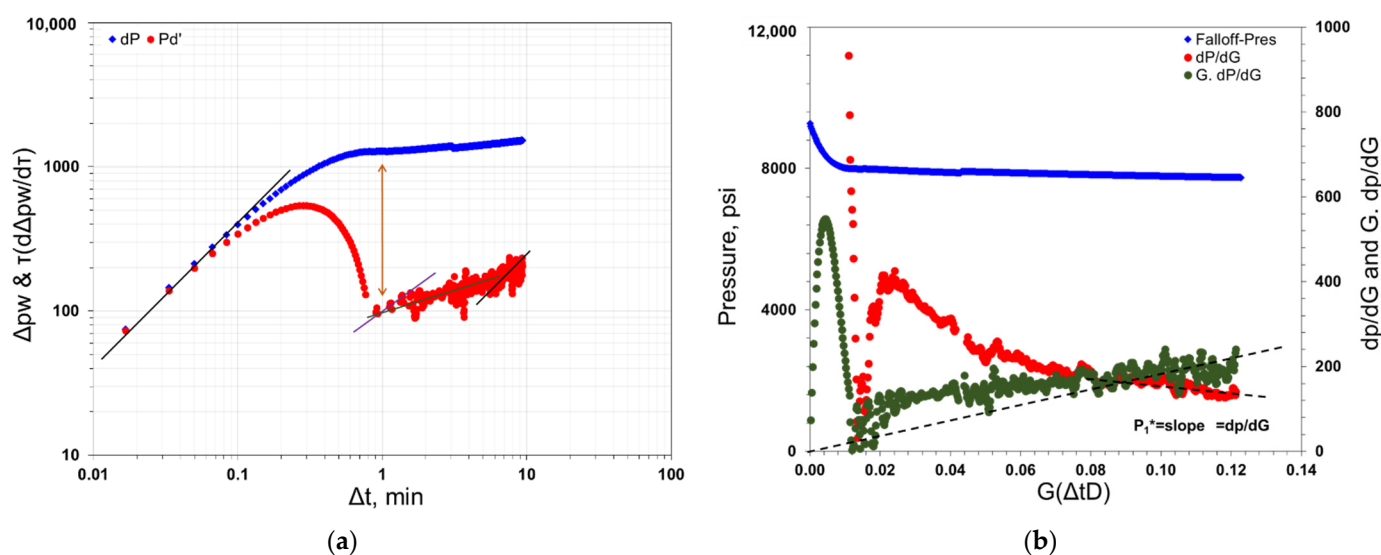 10,000
1000
100
10
Δpw & τ(dΔpw/dτ)
dP Pd'
0.01 0.1 1 10 100
Δt, min
(a)
12,000
8000
4000
0
Pressure, psi
Falloff-Pres
dP/dG
G. dP/dG
1000
800
600
400
200
0
dp/dG and G. dp/dG
P₁*=slope =dp/dG
0.00 0.02 0.04 0.06 0.08 0.10 0.12 0.14
G(ΔtD)
(b)